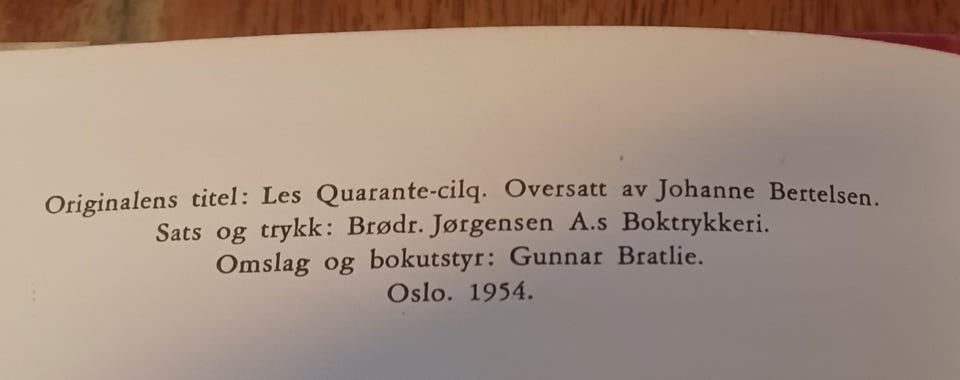 Originalens titel: Les Quarante-cilq. Oversatt av Johanne Bertelsen.
Sats og trykk: Brødr. Jørgensen A.s Boktrykkeri.
Omslag og bokutstyr: Gunnar Bratlie.
Oslo. 1954.